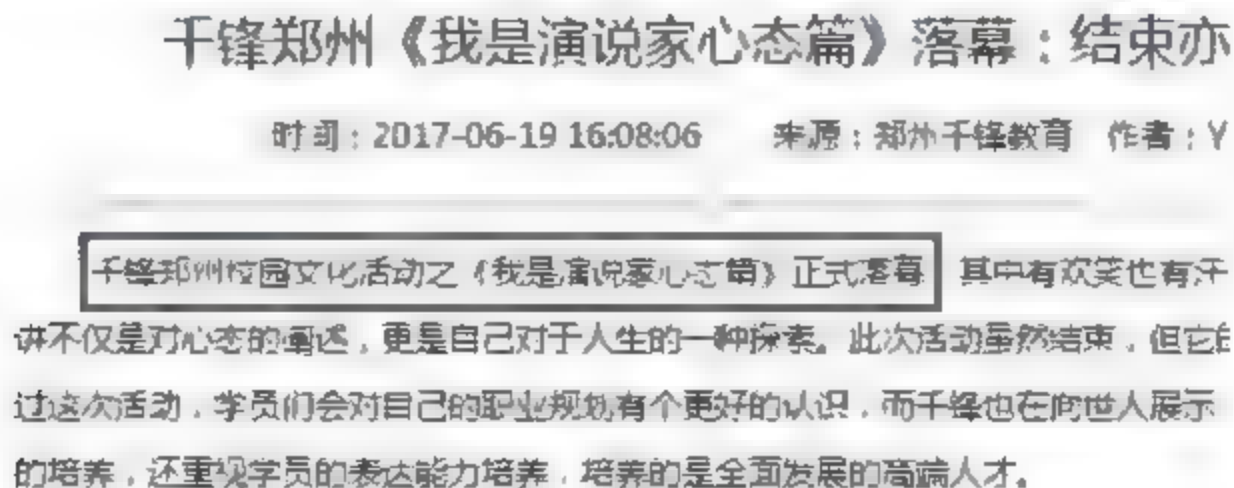 千锋郑州《我是演说家心态篇》落幕:结束亦
时间:2017-06-19 16:08:06 来源:郑州千锋教育 作者:Y
千锋郑州校园文化活动之《我是演说家心态篇》正式落幕 其中有欢笑也有汗
讲不仅是对心态的阐述,更是自己对于人生的一种探索。此次活动虽然结束,但它
过这次活动,学员们会对自己的职业规划有个更好的认识,而千锋也在向世人展示
的培养,还重视学员的表达能力培养,培养的是全面发展的高端人才。